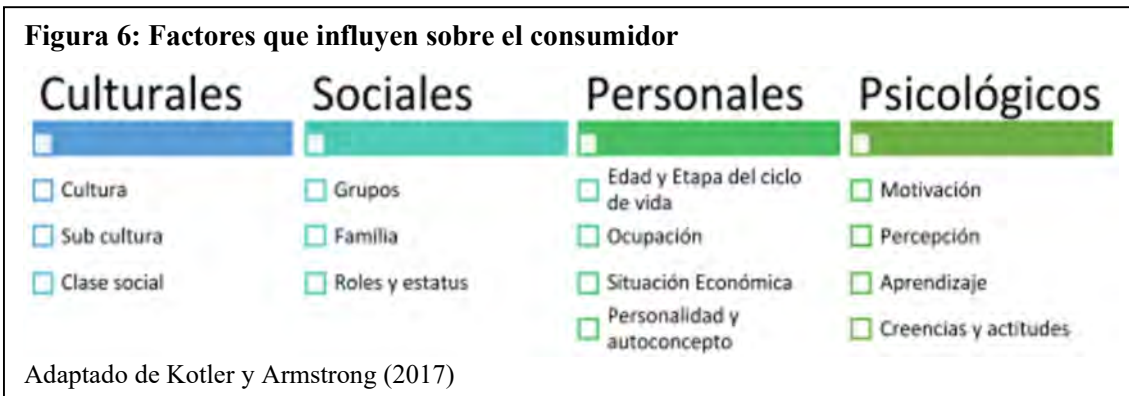 Figura 6: Factores que influyen sobre el consumidor
Culturales
Cultura
Sub cultura
Clase social
Sociales
Grupos
Familia
Roles y estatus
Personales
Edad y Etapa del ciclo
de vida
Ocupación
Situación Económica
Personalidad y
autoconcepto
Psicológicos
Motivación
Percepción
Aprendizaje
Creencias y actitudes
Adaptado de Kotler y Armstrong (2017)